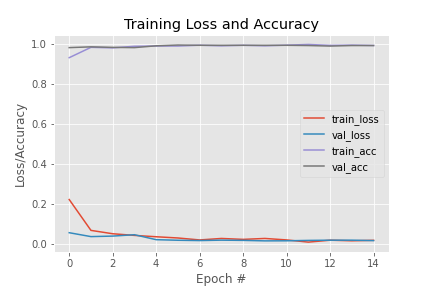 Training Loss and Accuracy
1.0
0.8
0.6
0.4
0.2
0.0
Loss/Accuracy
train_loss
val_loss
train_acc
val_acc
0 2 4 6 8 10 12 14
Epoch #